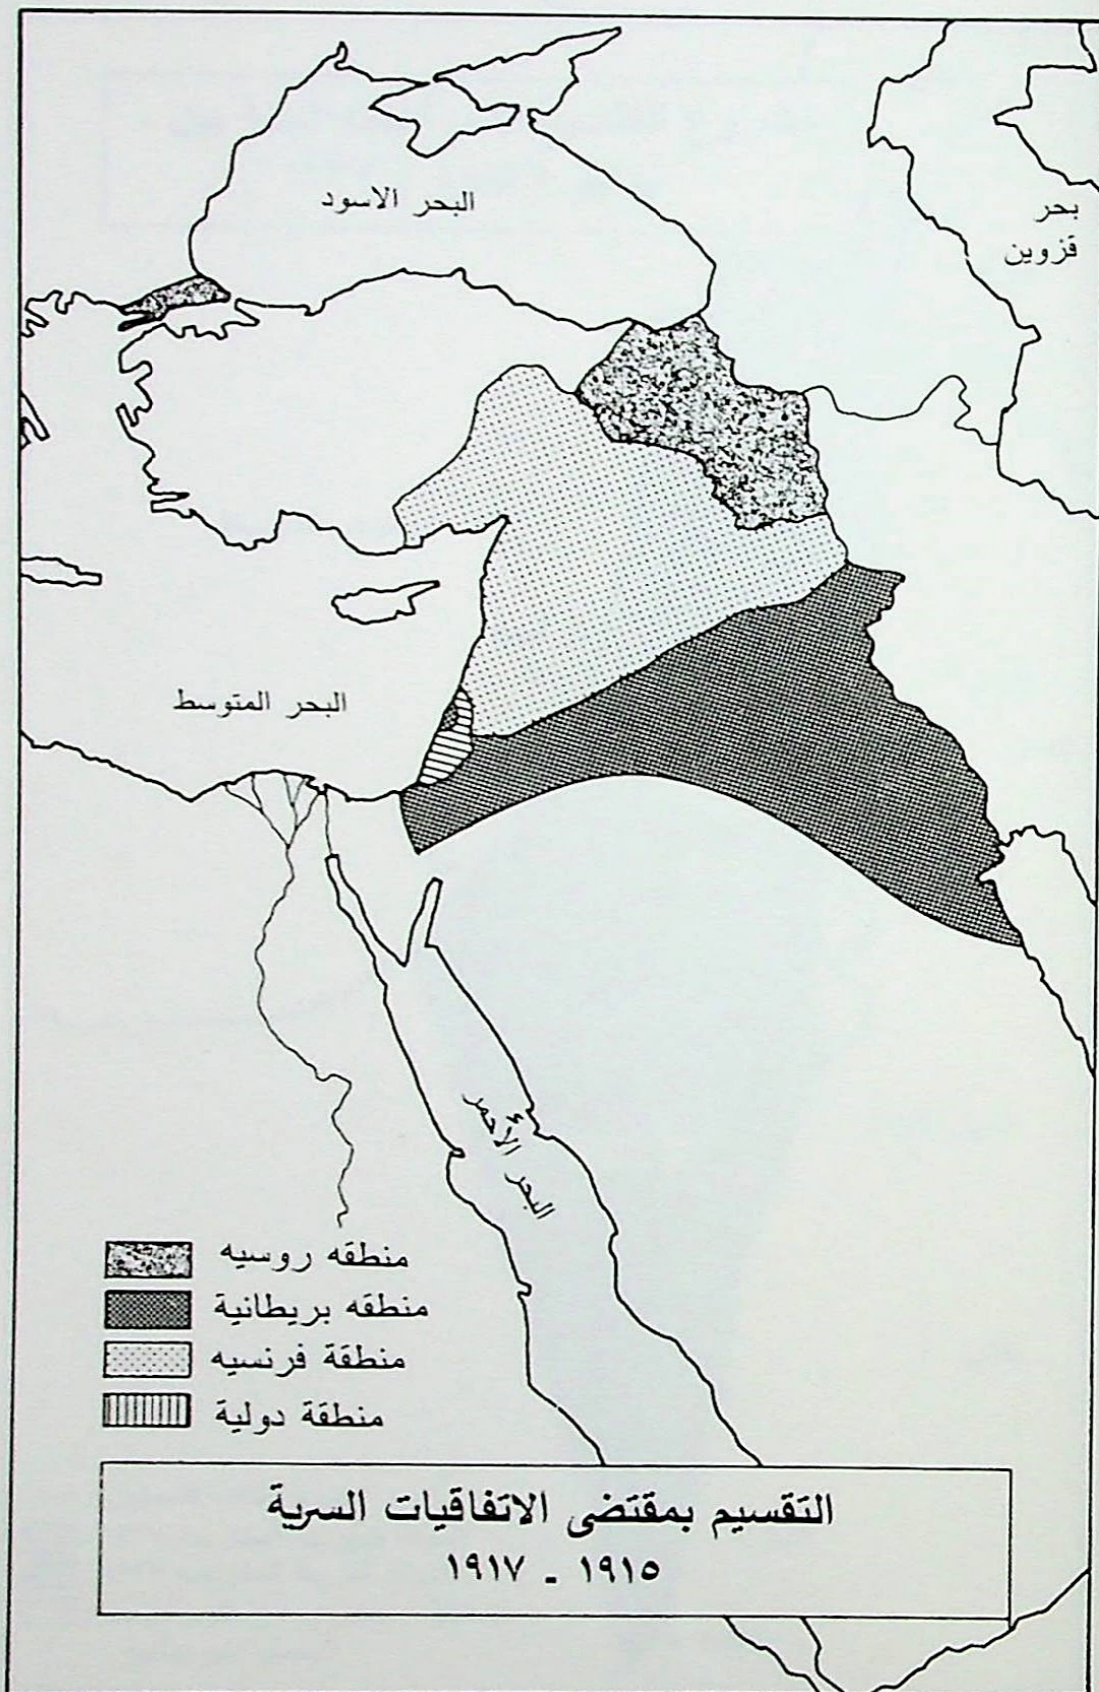 البحر الاسود
بحر
قزوين
البحر المتوسط
البحر الأحمر
منطقه روسيه
منطقه بريطانية
منطقة فرنسيه
منطقة دولية
التقسيم بمقتضى الاتفاقيات السرية
١٩١٥ - ١٩١٧